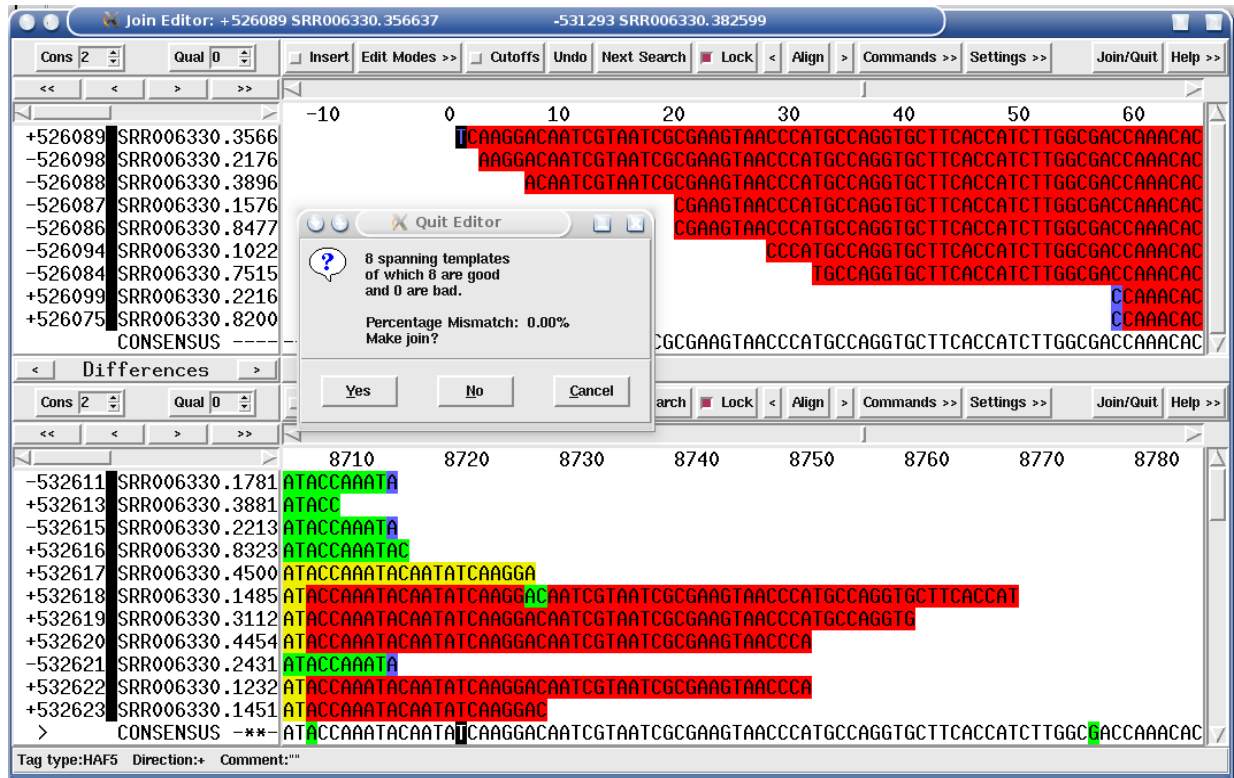 Join Editor: +526089 SRR006330.356637 -531293 SRR006330.382599
Cons 2 Qual 0 Insert Edit Modes >> Cutoffs Undo Next Search Lock < Align > Commands >> Settings >> Join/Quit Help >>
<< < > >>
-10 0 10 20 30 40 50 60
+526089 SRR006330.3566 TCAAGGACAATCGTAATCGCGAAGTAACCCATGCCAGGTGCTTCACCATCTTGGCGACCAAACAC
-526098 SRR006330.2176 AAGGACAATCGTAATCGCGAAGTAACCCATGCCAGGTGCTTCACCATCTTGGCGACCAAACAC
-526088 SRR006330.3896 ACAATCGTAATCGCGAAGTAACCCATGCCAGGTGCTTCACCATCTTGGCGACCAAACAC
-526087 SRR006330.1576 CGAAGTAACCCATGCCAGGTGCTTCACCATCTTGGCGACCAAACAC
-526086 SRR006330.8477 CGAAGTAACCCATGCCAGGTGCTTCACCATCTTGGCGACCAAACAC
-526094 SRR006330.1022 CCCATGCCAGGTGCTTCACCATCTTGGCGACCAAACAC
-526084 SRR006330.7515 TGCCAGGTGCTTCACCATCTTGGCGACCAAACAC
+526099 SRR006330.2216 CCAAACAC
+526075 SRR006330.8200 CCAAACAC
CONSENSUS ----- CGCGAAGTAACCCATGCCAGGTGCTTCACCATCTTGGCGACCAAACAC
Quit Editor
8 spanning templates
of which 8 are good
and 0 are bad.
Percentage Mismatch: 0.00%
Make join?
Yes No Cancel
< Differences >
Cons 2 Qual 0 arch Lock < Align > Commands >> Settings >> Join/Quit Help >>
<< < > >>
8710 8720 8730 8740 8750 8760 8770 8780
-532611 SRR006330.1781 ATACCAAATA
+532613 SRR006330.3881 ATACC
-532615 SRR006330.2213 ATACCAAATA
+532616 SRR006330.8323 ATACCAAATAC
+532617 SRR006330.4500 ATACCAAATACAATATCAAGGA
+532618 SRR006330.1485 ATACCAAATACAATATCAAGGACAATCGTAATCGCGAAGTAACCCATGCCAGGTGCTTCACCAT
+532619 SRR006330.3112 ATACCAAATACAATATCAAGGACAATCGTAATCGCGAAGTAACCCATGCCAGGTG
+532620 SRR006330.4454 ATACCAAATACAATATCAAGGACAATCGTAATCGCGAAGTAACCCA
-532621 SRR006330.2431 ATACCAAATA
+532622 SRR006330.1232 ATACCAAATACAATATCAAGGACAATCGTAATCGCGAAGTAACCCA
+532623 SRR006330.1451 ATACCAAATACAATATCAAGGAC
> CONSENSUS -**- ATACCAAATACAATATCAAGGACAATCGTAATCGCGAAGTAACCCATGCCAGGTGCTTCACCATCTTGGCGACCAAACAC
Tag type:HAF5 Direction:+ Comment:""